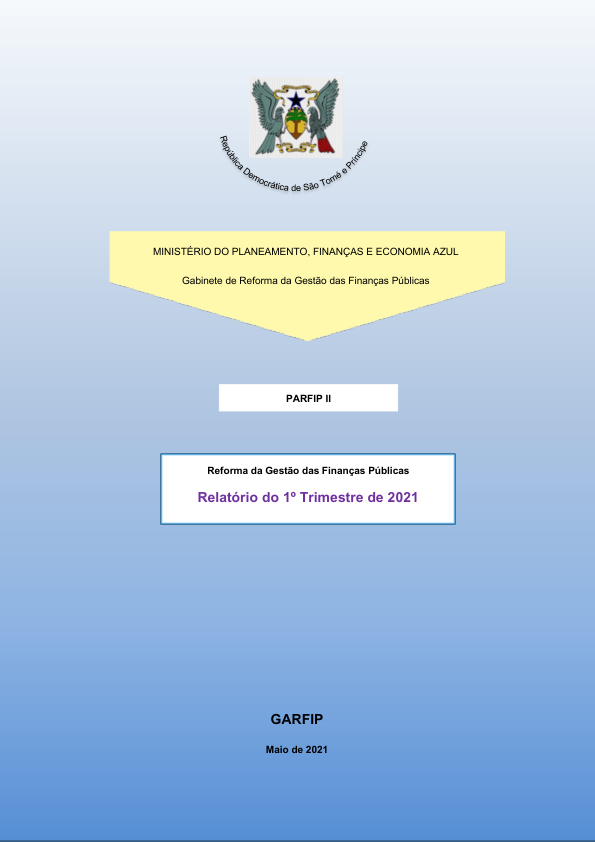 República Democrática de São Tomé e Príncipe
MINISTÉRIO DO PLANEAMENTO, FINANÇAS E ECONOMIA AZUL
Gabinete de Reforma da Gestão das Finanças Públicas
PARFIP II
Reforma da Gestão das Finanças Públicas
Relatório do 1º Trimestre de 2021
GARFIP
Maio de 2021